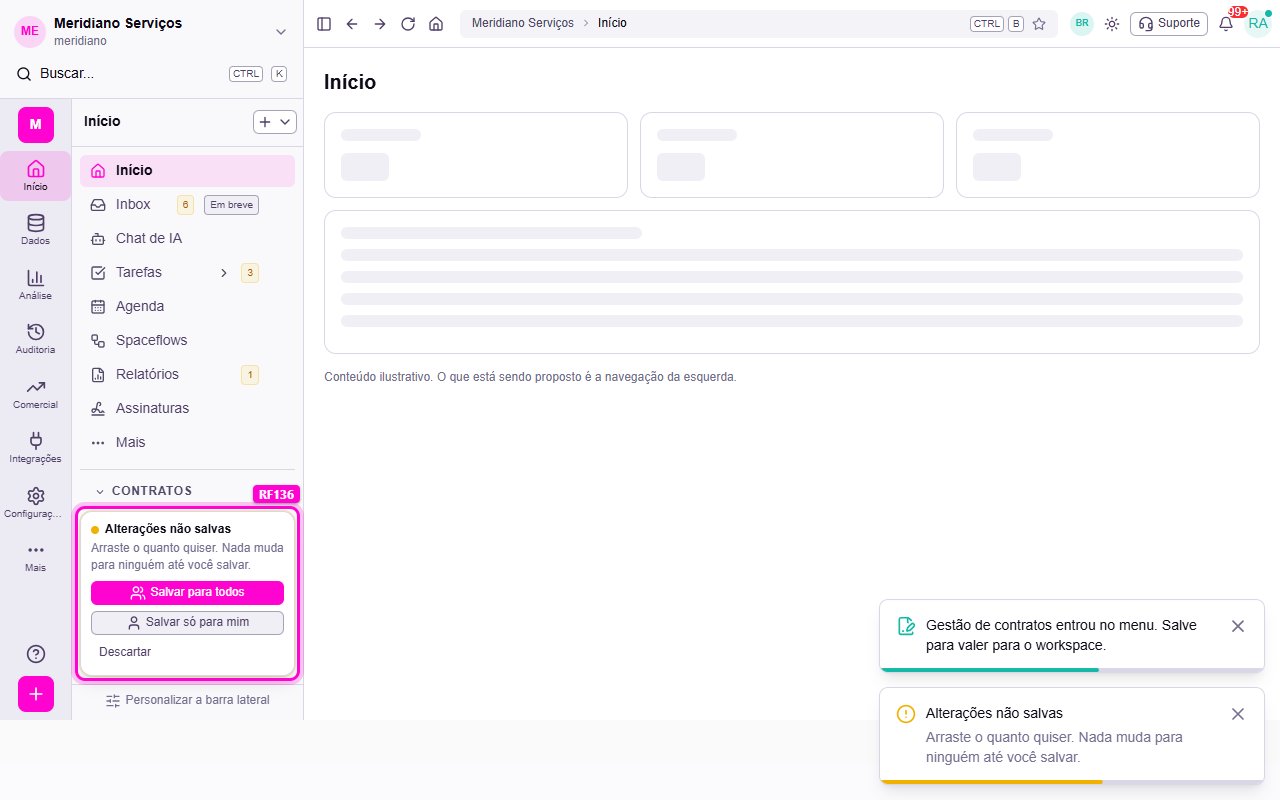 ME
Meridiano Serviços
meridiano
Buscar...
CTRL
K
Meridiano Serviços
Início
CTRL
B
BR
Suporte
99+
RA
M
Início
Dados
Análise
Auditoria
Comercial
Integrações
Configuraç...
Mais
Início
Início
Inbox
6
Em breve
Chat de IA
Tarefas
3
Agenda
Spaceflows
Relatórios
1
Assinaturas
Mais
CONTRATOS
RF136
Alterações não salvas
Arraste o quanto quiser. Nada muda
para ninguém até você salvar.
Salvar para todos
Salvar só para mim
Descartar
Personalizar a barra lateral
Início
Conteúdo ilustrativo. O que está sendo proposto é a navegação da esquerda.
Gestão de contratos entrou no menu. Salve
para valer para o workspace.
Alterações não salvas
Arraste o quanto quiser. Nada muda para
ninguém até você salvar.